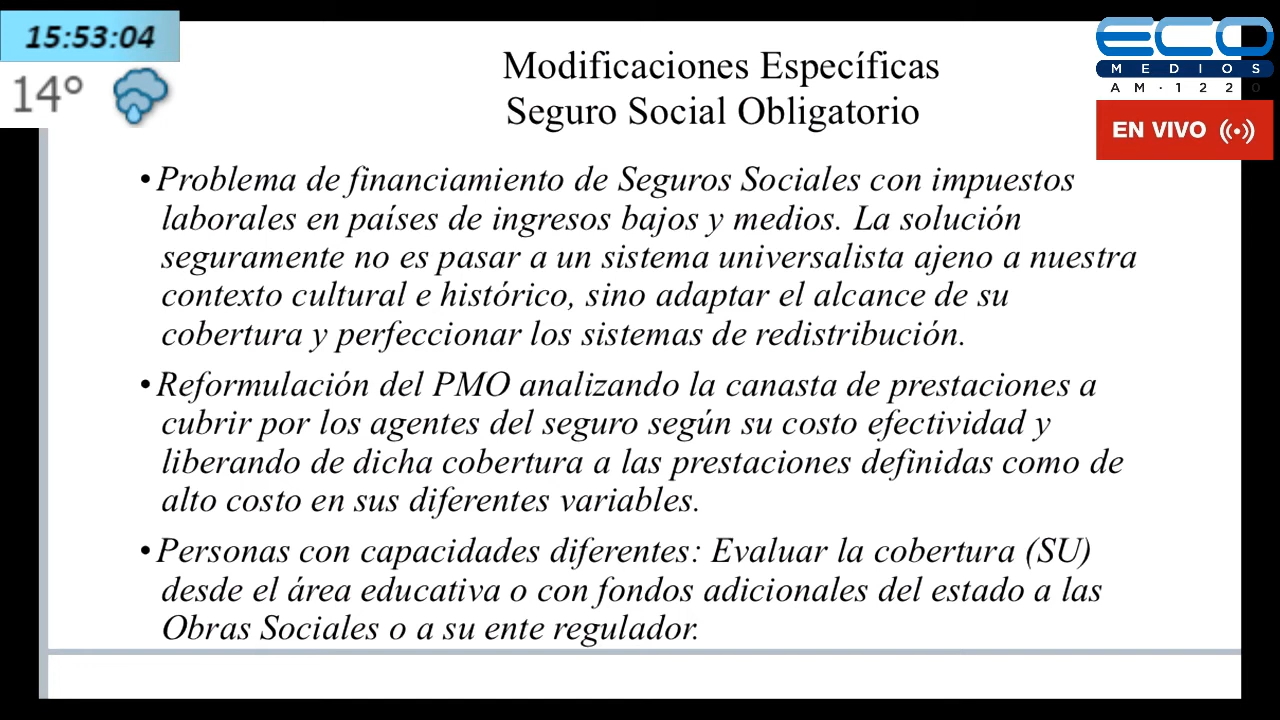 15:53:04
14°
ECO
MEDIOS
AM·1220
EN VIVO
Modificaciones Específicas
Seguro Social Obligatorio
•Problema de financiamiento de Seguros Sociales con impuestos
laborales en países de ingresos bajos y medios. La solución
seguramente no es pasar a un sistema universalista ajeno a nuestra
contexto cultural e histórico, sino adaptar el alcance de su
cobertura y perfeccionar los sistemas de redistribución.
•Reformulación del PMO analizando la canasta de prestaciones a
cubrir por los agentes del seguro según su costo efectividad y
liberando de dicha cobertura a las prestaciones definidas como de
alto costo en sus diferentes variables.
•Personas con capacidades diferentes: Evaluar la cobertura (SU)
desde el área educativa o con fondos adicionales del estado a las
Obras Sociales o a su ente regulador.